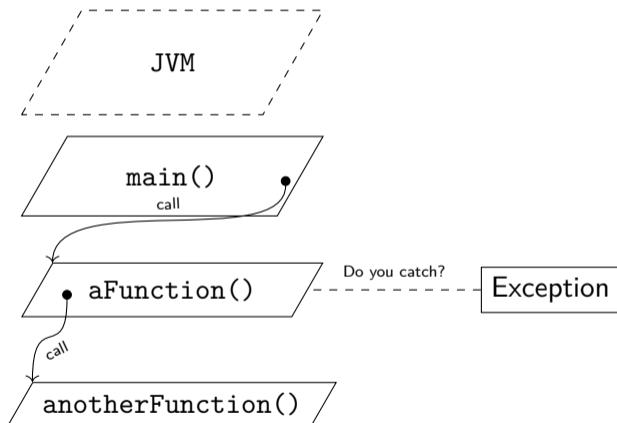 JVM
main()
call
Do you catch?
aFunction()
Exception
call
anotherFunction()